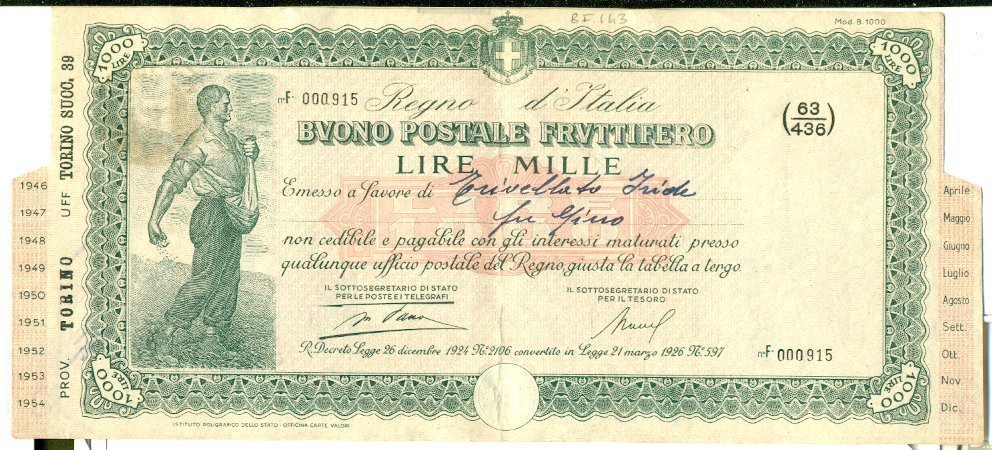 B F. 143
Mod. B. 1000
1000 LIRE
1000 LIRE
N° F 000915
Regno d'Italia
(63/436)
BVONO POSTALE FRVTTIFERO
LIRE MILLE
Emesso a favore di Trivellato Iride
fu Gino
non cedibile e pagabile con gli interessi maturati presso
qualunque ufficio postale del Regno, giusta la tabella a tergo.
IL SOTTOSEGRETARIO DI STATO
PER LE POSTE E I TELEGRAFI
IL SOTTOSEGRETARIO DI STATO
PER IL TESORO
R. Decreto Legge 26 dicembre 1924 N° 2106 convertito in Legge 21 marzo 1926 N° 597
N° F 000915
1000 LIRE
1000 LIRE
ISTITUTO POLIGRAFICO DELLO STATO - OFFICINA CARTE VALORI
PROV. TORINO UFF TORINO SUCC. 39
1946
1947
1948
1949
1950
1951
1952
1953
1954
Aprile
Maggio
Giugno
Luglio
Agosto
Sett.
Ott.
Nov.
Dic.